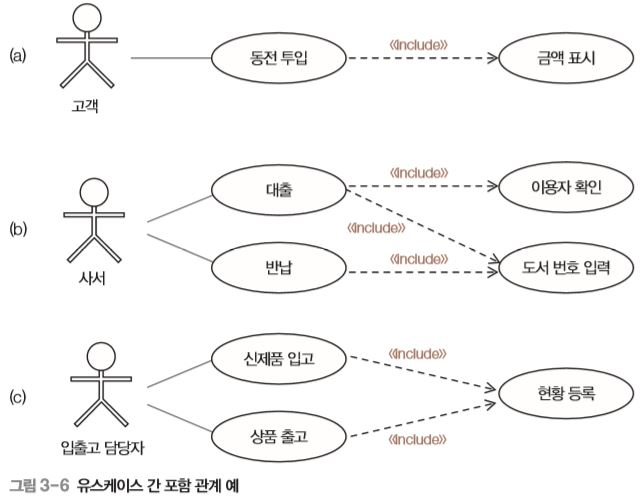 (a)
고객
동전 투입
《include》
금액 표시
(b)
사서
대출
《include》
이용자 확인
《include》
반납
《include》
도서 번호 입력
(c)
입출고 담당자
신제품 입고
《include》
현황 등록
상품 출고
《include》
그림 3-6 유스케이스 간 포함 관계 예